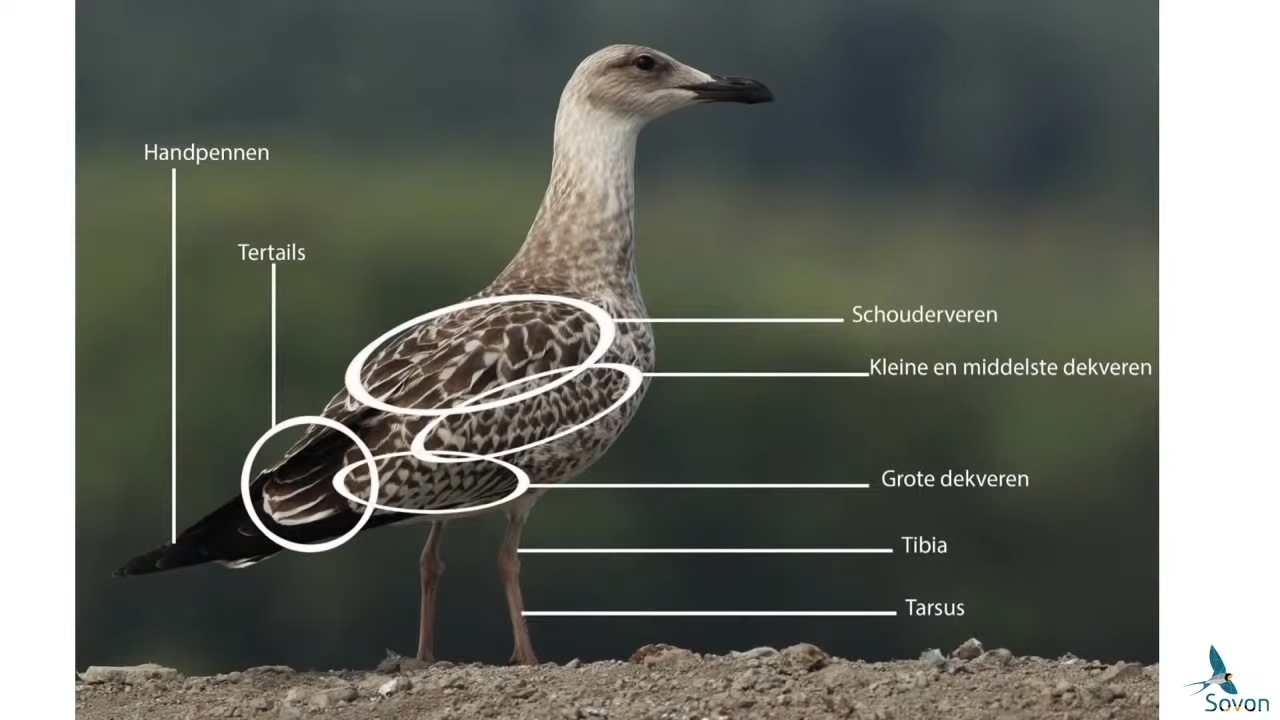 Handpennen
Tertails
Schouderveren
Kleine en middelste dekveren
Grote dekveren
Tibia
Tarsus
Sovon